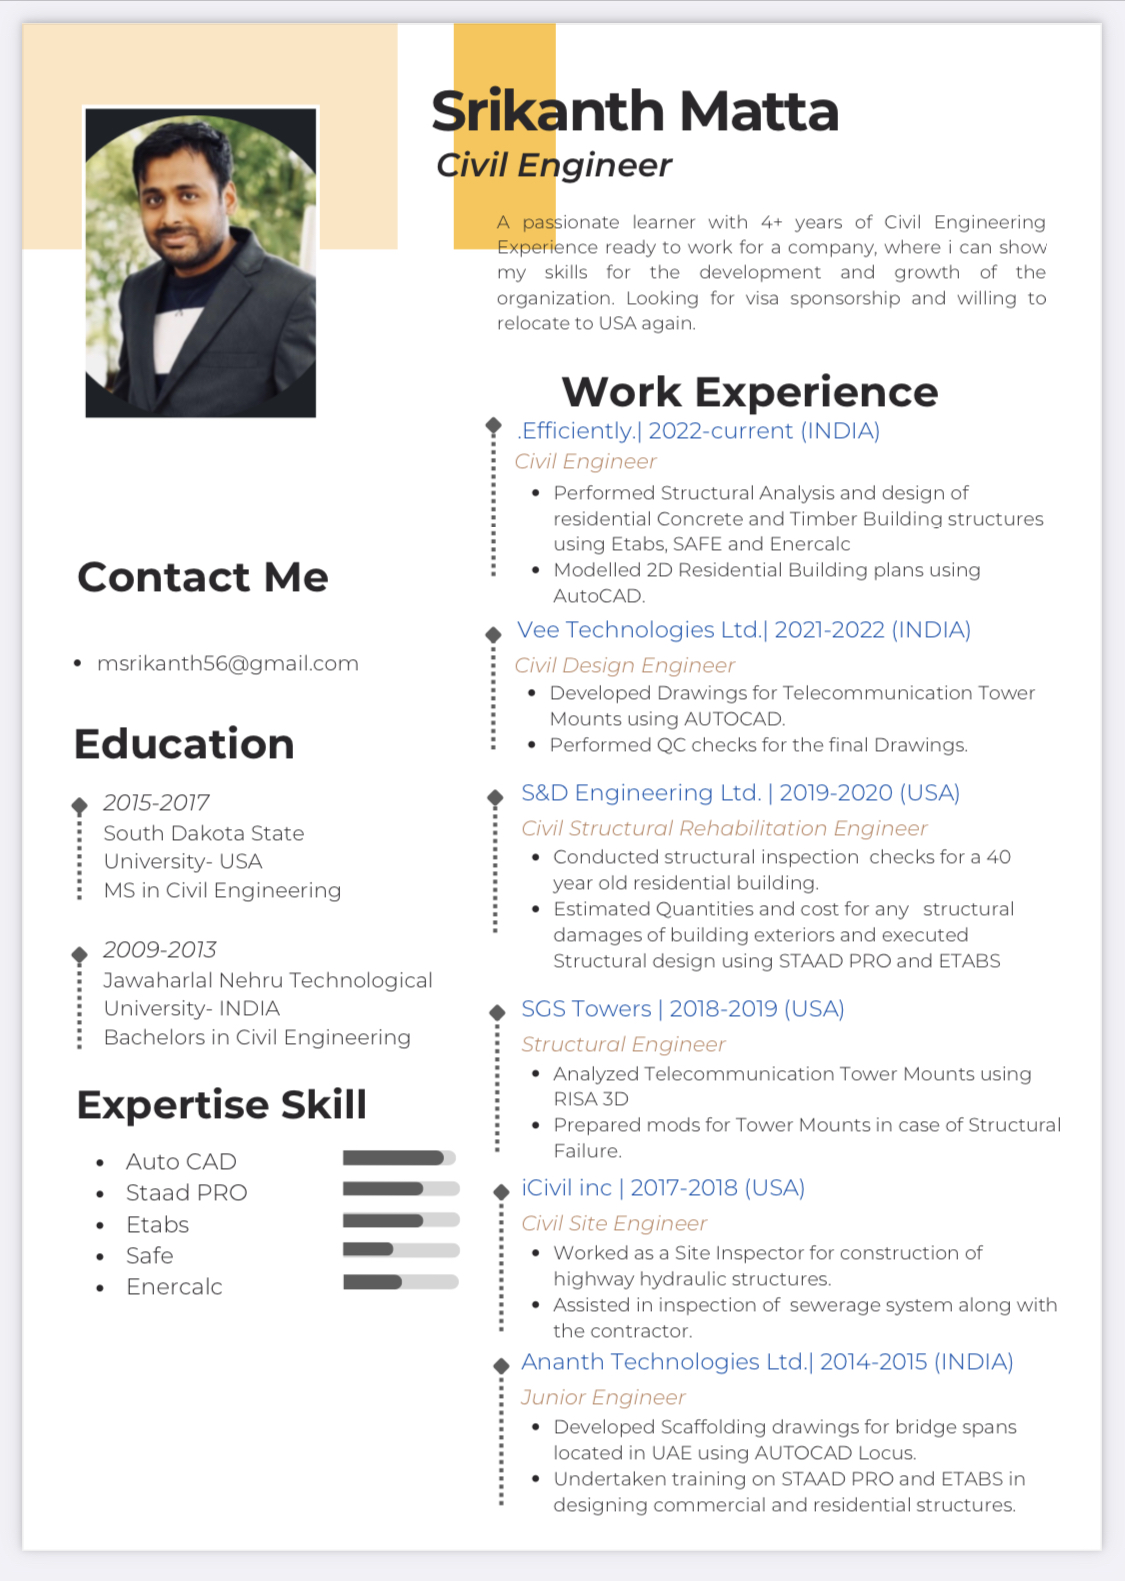 Srikanth Matta
Civil Engineer
A passionate learner with 4+ years of Civil Engineering
Experience ready to work for a company, where i can show
my skills for the development and growth of the
organization. Looking for visa sponsorship and willing to
relocate to USA again.
Contact Me
• msrikanth56@gmail.com
Education
2015-2017
South Dakota State
University- USA
MS in Civil Engineering
2009-2013
Jawaharlal Nehru Technological
University- INDIA
Bachelors in Civil Engineering
Expertise Skill
• Auto CAD
• Staad PRO
• Etabs
• Safe
• Enercalc
Work Experience
.Efficiently.| 2022-current (INDIA)
Civil Engineer
• Performed Structural Analysis and design of
residential Concrete and Timber Building structures
using Etabs, SAFE and Enercalc
• Modelled 2D Residential Building plans using
AutoCAD.
Vee Technologies Ltd.| 2021-2022 (INDIA)
Civil Design Engineer
• Developed Drawings for Telecommunication Tower
Mounts using AUTOCAD.
• Performed QC checks for the final Drawings.
S&D Engineering Ltd. | 2019-2020 (USA)
Civil Structural Rehabilitation Engineer
• Conducted structural inspection checks for a 40
year old residential building.
• Estimated Quantities and cost for any structural
damages of building exteriors and executed
Structural design using STAAD PRO and ETABS
SGS Towers | 2018-2019 (USA)
Structural Engineer
• Analyzed Telecommunication Tower Mounts using
RISA 3D
• Prepared mods for Tower Mounts in case of Structural
Failure.
iCivil inc | 2017-2018 (USA)
Civil Site Engineer
• Worked as a Site Inspector for construction of
highway hydraulic structures.
• Assisted in inspection of sewerage system along with
the contractor.
Ananth Technologies Ltd.| 2014-2015 (INDIA)
Junior Engineer
• Developed Scaffolding drawings for bridge spans
located in UAE using AUTOCAD Locus.
• Undertaken training on STAAD PRO and ETABS in
designing commercial and residential structures.